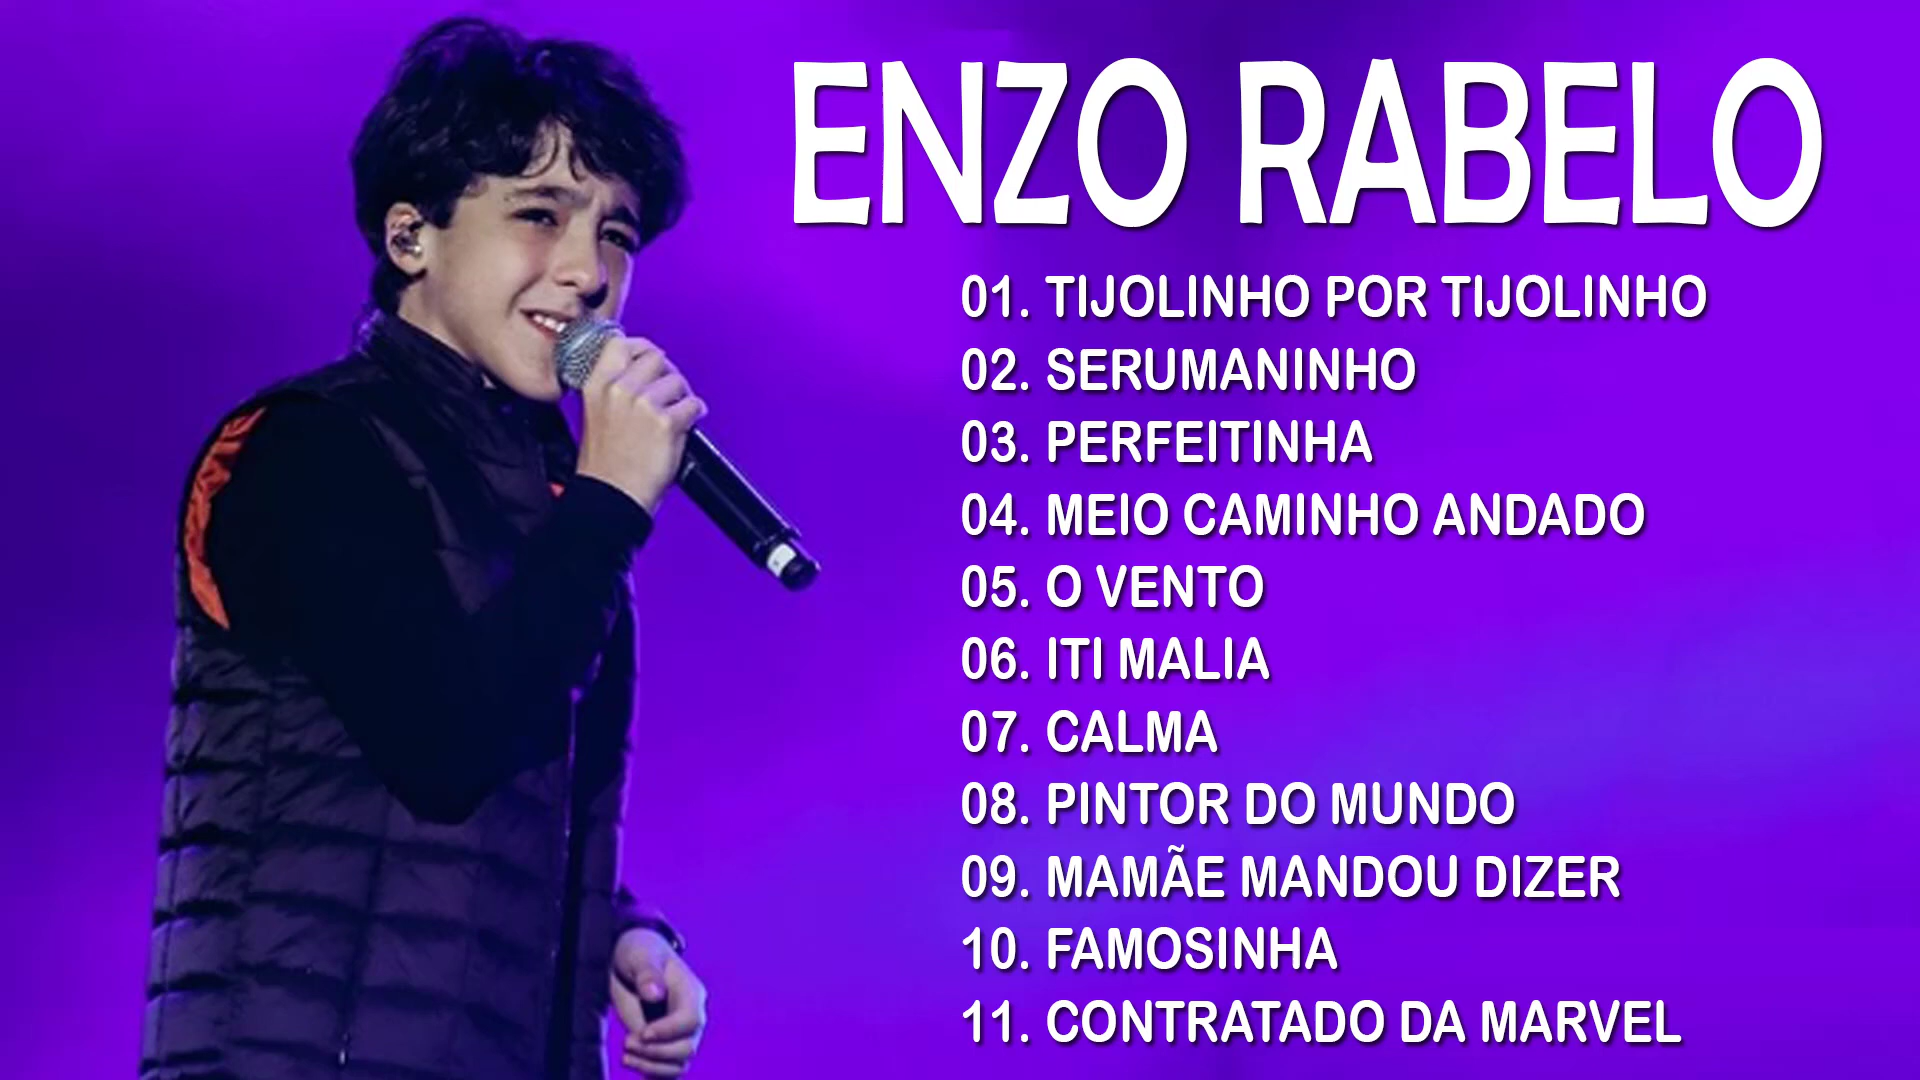 ENZO RABELO
01. TIJOLINHO POR TIJOLINHO
02. SERUMANINHO
03. PERFEITINHA
04. MEIO CAMINHO ANDADO
05. O VENTO
06. ITI MALIA
07. CALMA
08. PINTOR DO MUNDO
09. MAMÃE MANDOU DIZER
10. FAMOSINHA
11. CONTRATADO DA MARVEL